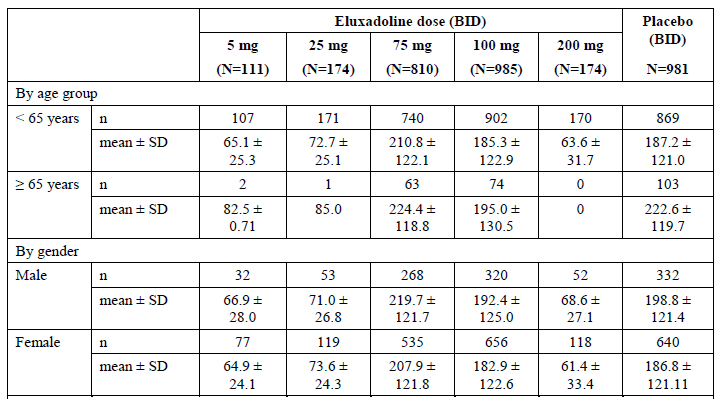 Eluxadoline dose (BID) Placebo (BID)
5 mg 25 mg 75 mg 100 mg 200 mg
(N=111) (N=174) (N=810) (N=985) (N=174) N=981
By age group
< 65 years n 107 171 740 902 170 869
mean ± SD 65.1 ± 25.3 72.7 ± 25.1 210.8 ± 122.1 185.3 ± 122.9 63.6 ± 31.7 187.2 ± 121.0
≥ 65 years n 2 1 63 74 0 103
mean ± SD 82.5 ± 0.71 85.0 224.4 ± 118.8 195.0 ± 130.5 0 222.6 ± 119.7
By gender
Male n 32 53 268 320 52 332
mean ± SD 66.9 ± 28.0 71.0 ± 26.8 219.7 ± 121.7 192.4 ± 125.0 68.6 ± 27.1 198.8 ± 121.4
Female n 77 119 535 656 118 640
mean ± SD 64.9 ± 24.1 73.6 ± 24.3 207.9 ± 121.8 182.9 ± 122.6 61.4 ± 33.4 186.8 ± 121.11